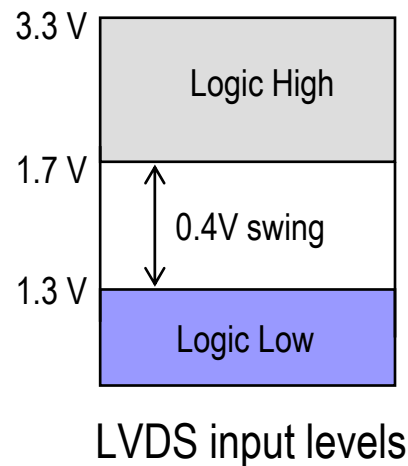 3.3 V
Logic High
1.7 V
0.4V swing
1.3 V
Logic Low
LVDS input levels